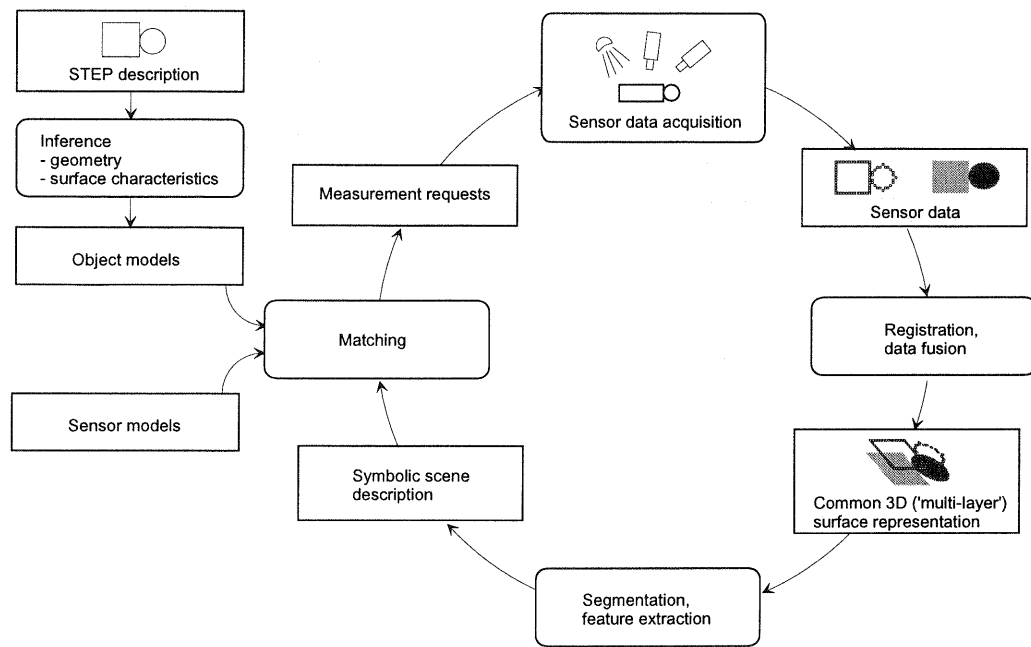 STEP description
Inference
- geometry
- surface characteristics
Object models
Sensor models
Matching
Measurement requests
Sensor data acquisition
Sensor data
Registration,
data fusion
Common 3D ('multi-layer')
surface representation
Segmentation,
feature extraction
Symbolic scene
description